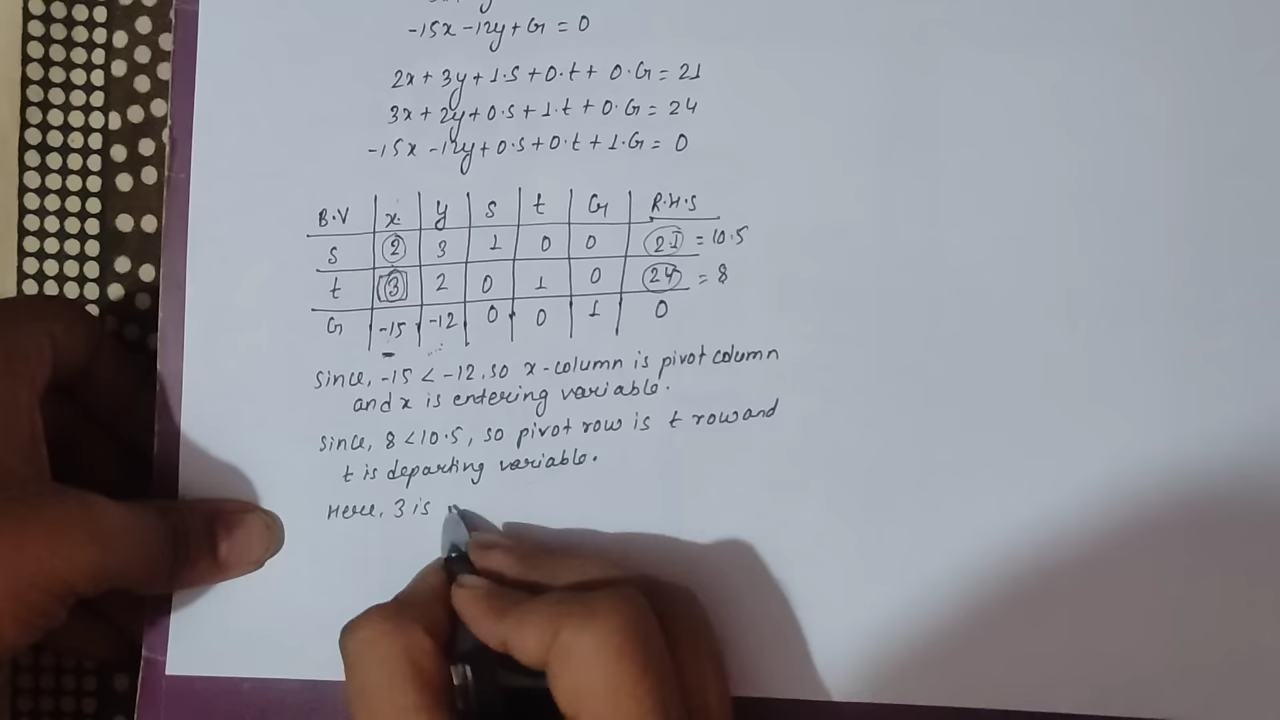 -15x-12y+G=0
2x+3y+1.s+0.t+0.G=21
3x+2y+0.s+1.t+0.G=24
-15x-12y+0.s+0.t+1.G=0
B.V x y s t G R.H.S
s 2 3 1 0 0 21 = 10.5
t 3 2 0 1 0 24 = 8
G -15 -12 0 0 1 0
Since, -15 < -12, so x-column is pivot column
and x is entering variable.
Since, 8 < 10.5, so pivot row is t row and
t is departing variable.
Here, 3 is